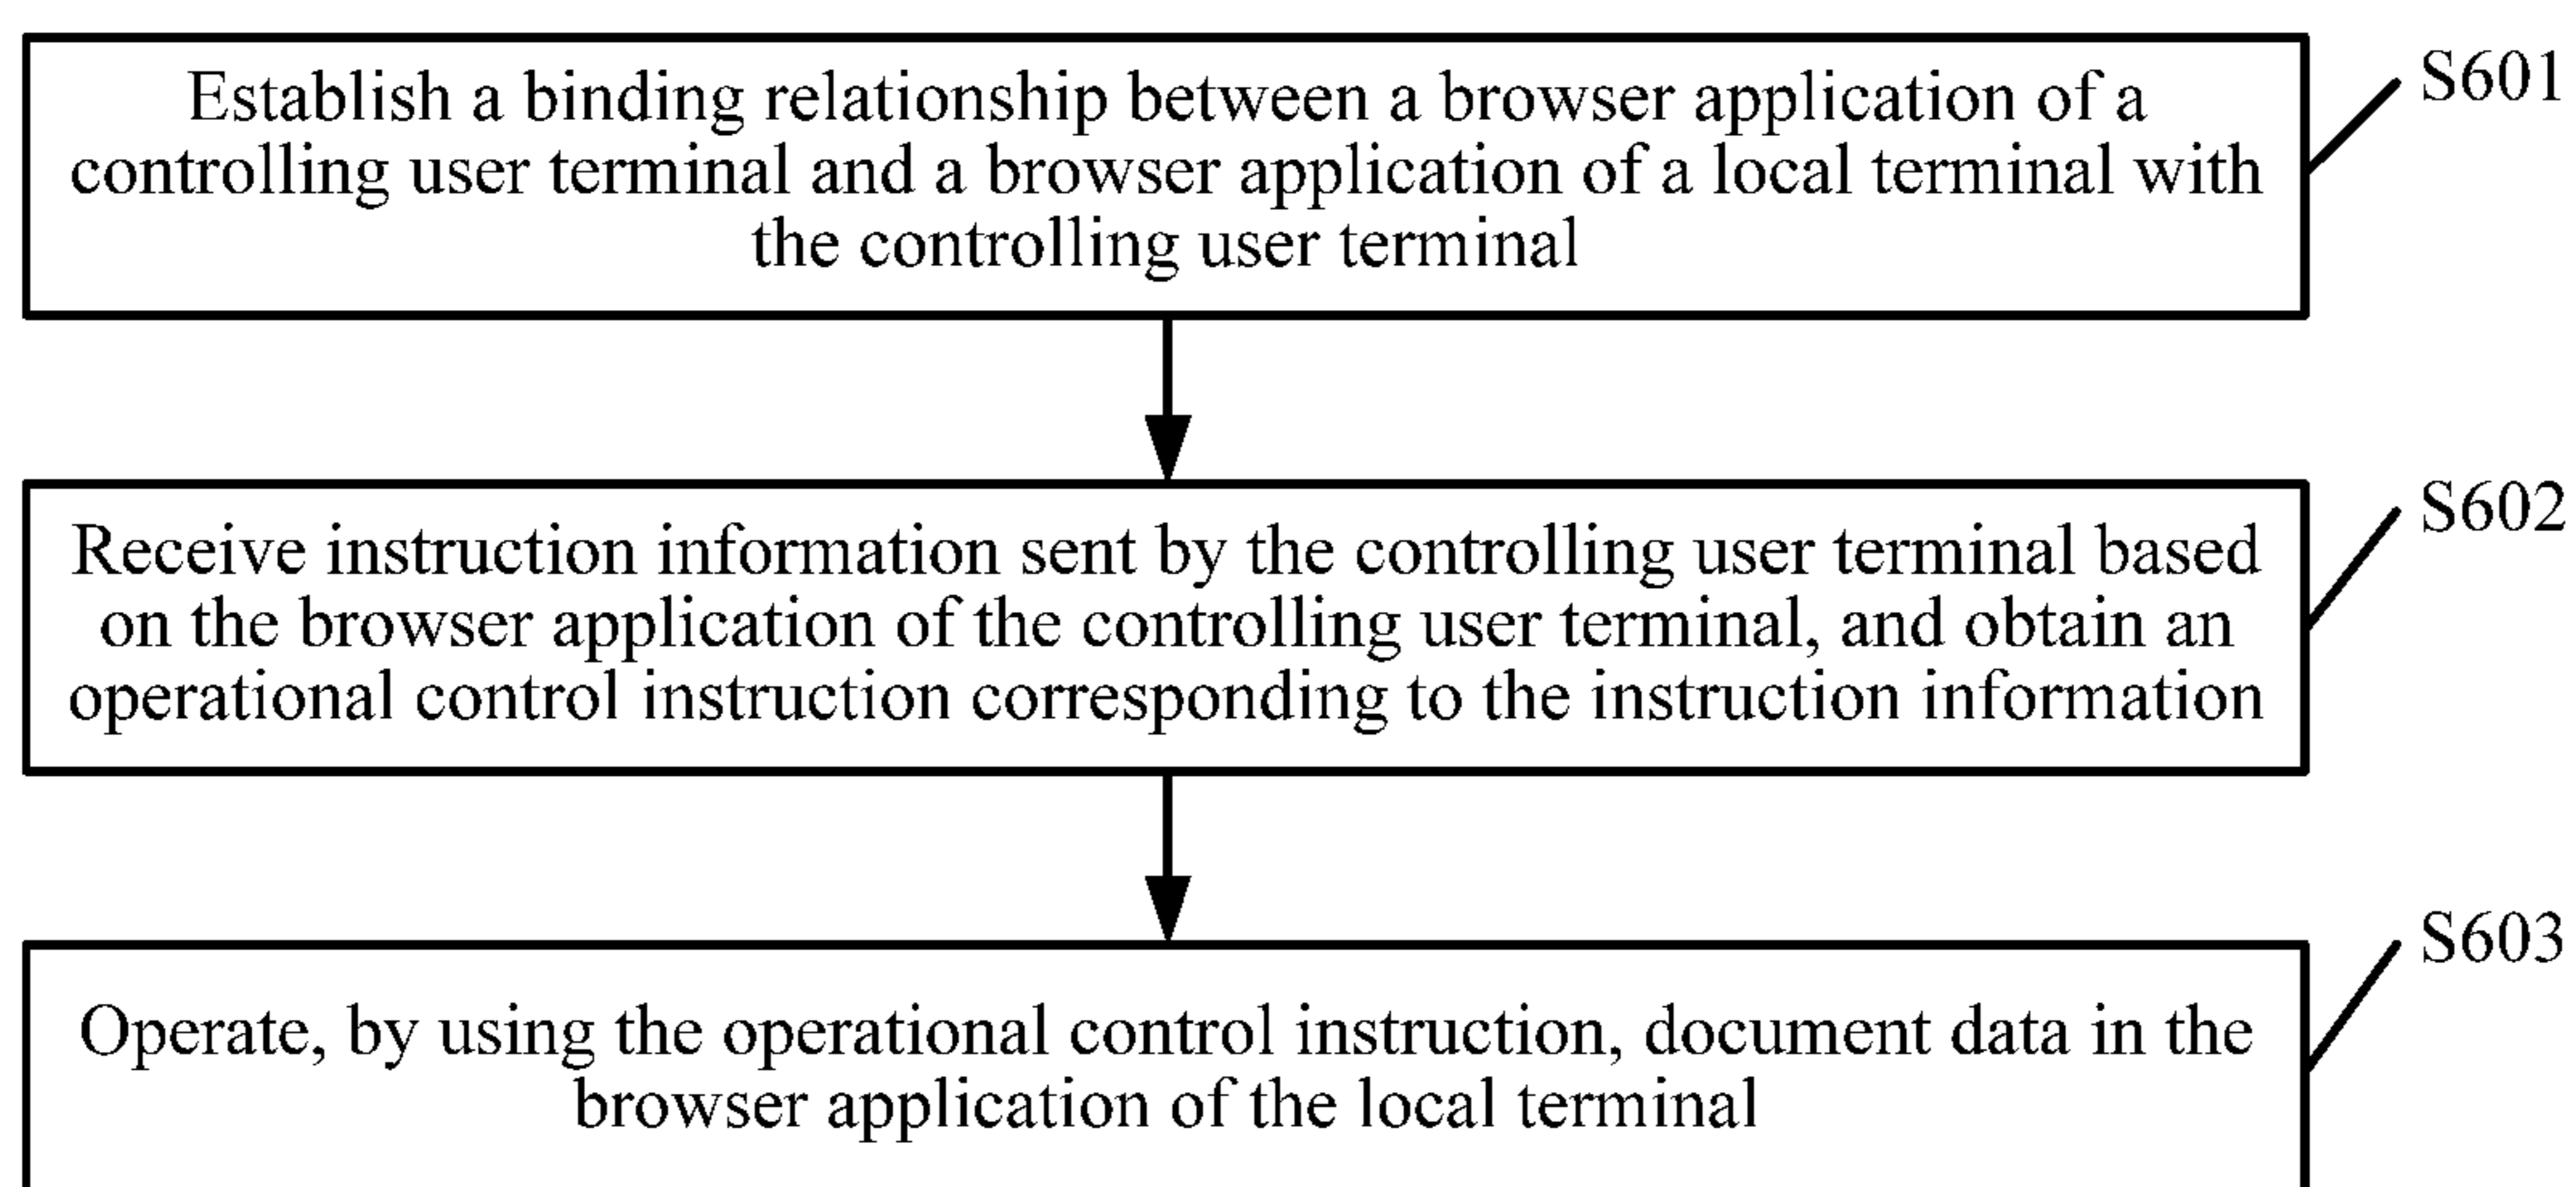 Establish a binding relationship between a browser application of a
controlling user terminal and a browser application of a local terminal with
the controlling user terminal
S601
Receive instruction information sent by the controlling user terminal based
on the browser application of the controlling user terminal, and obtain an
operational control instruction corresponding to the instruction information
S602
Operate, by using the operational control instruction, document data in the
browser application of the local terminal
S603